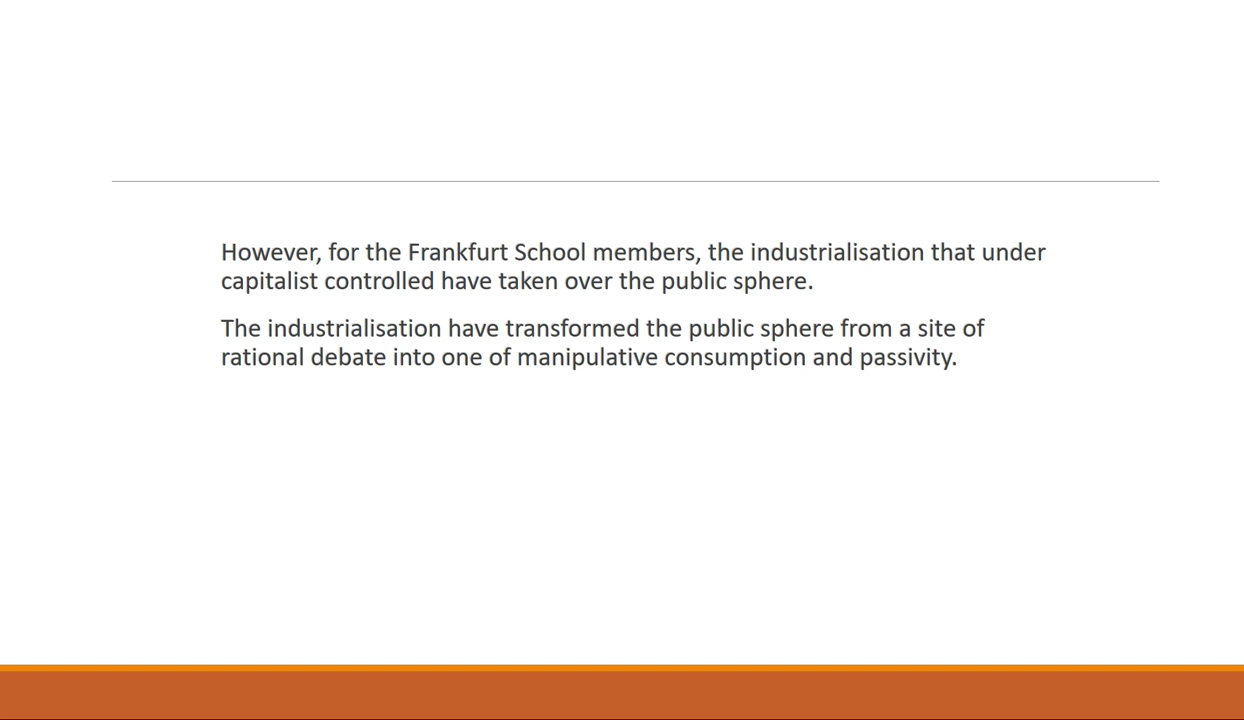 However, for the Frankfurt School members, the industrialisation that under
capitalist controlled have taken over the public sphere.
The industrialisation have transformed the public sphere from a site of
rational debate into one of manipulative consumption and passivity.